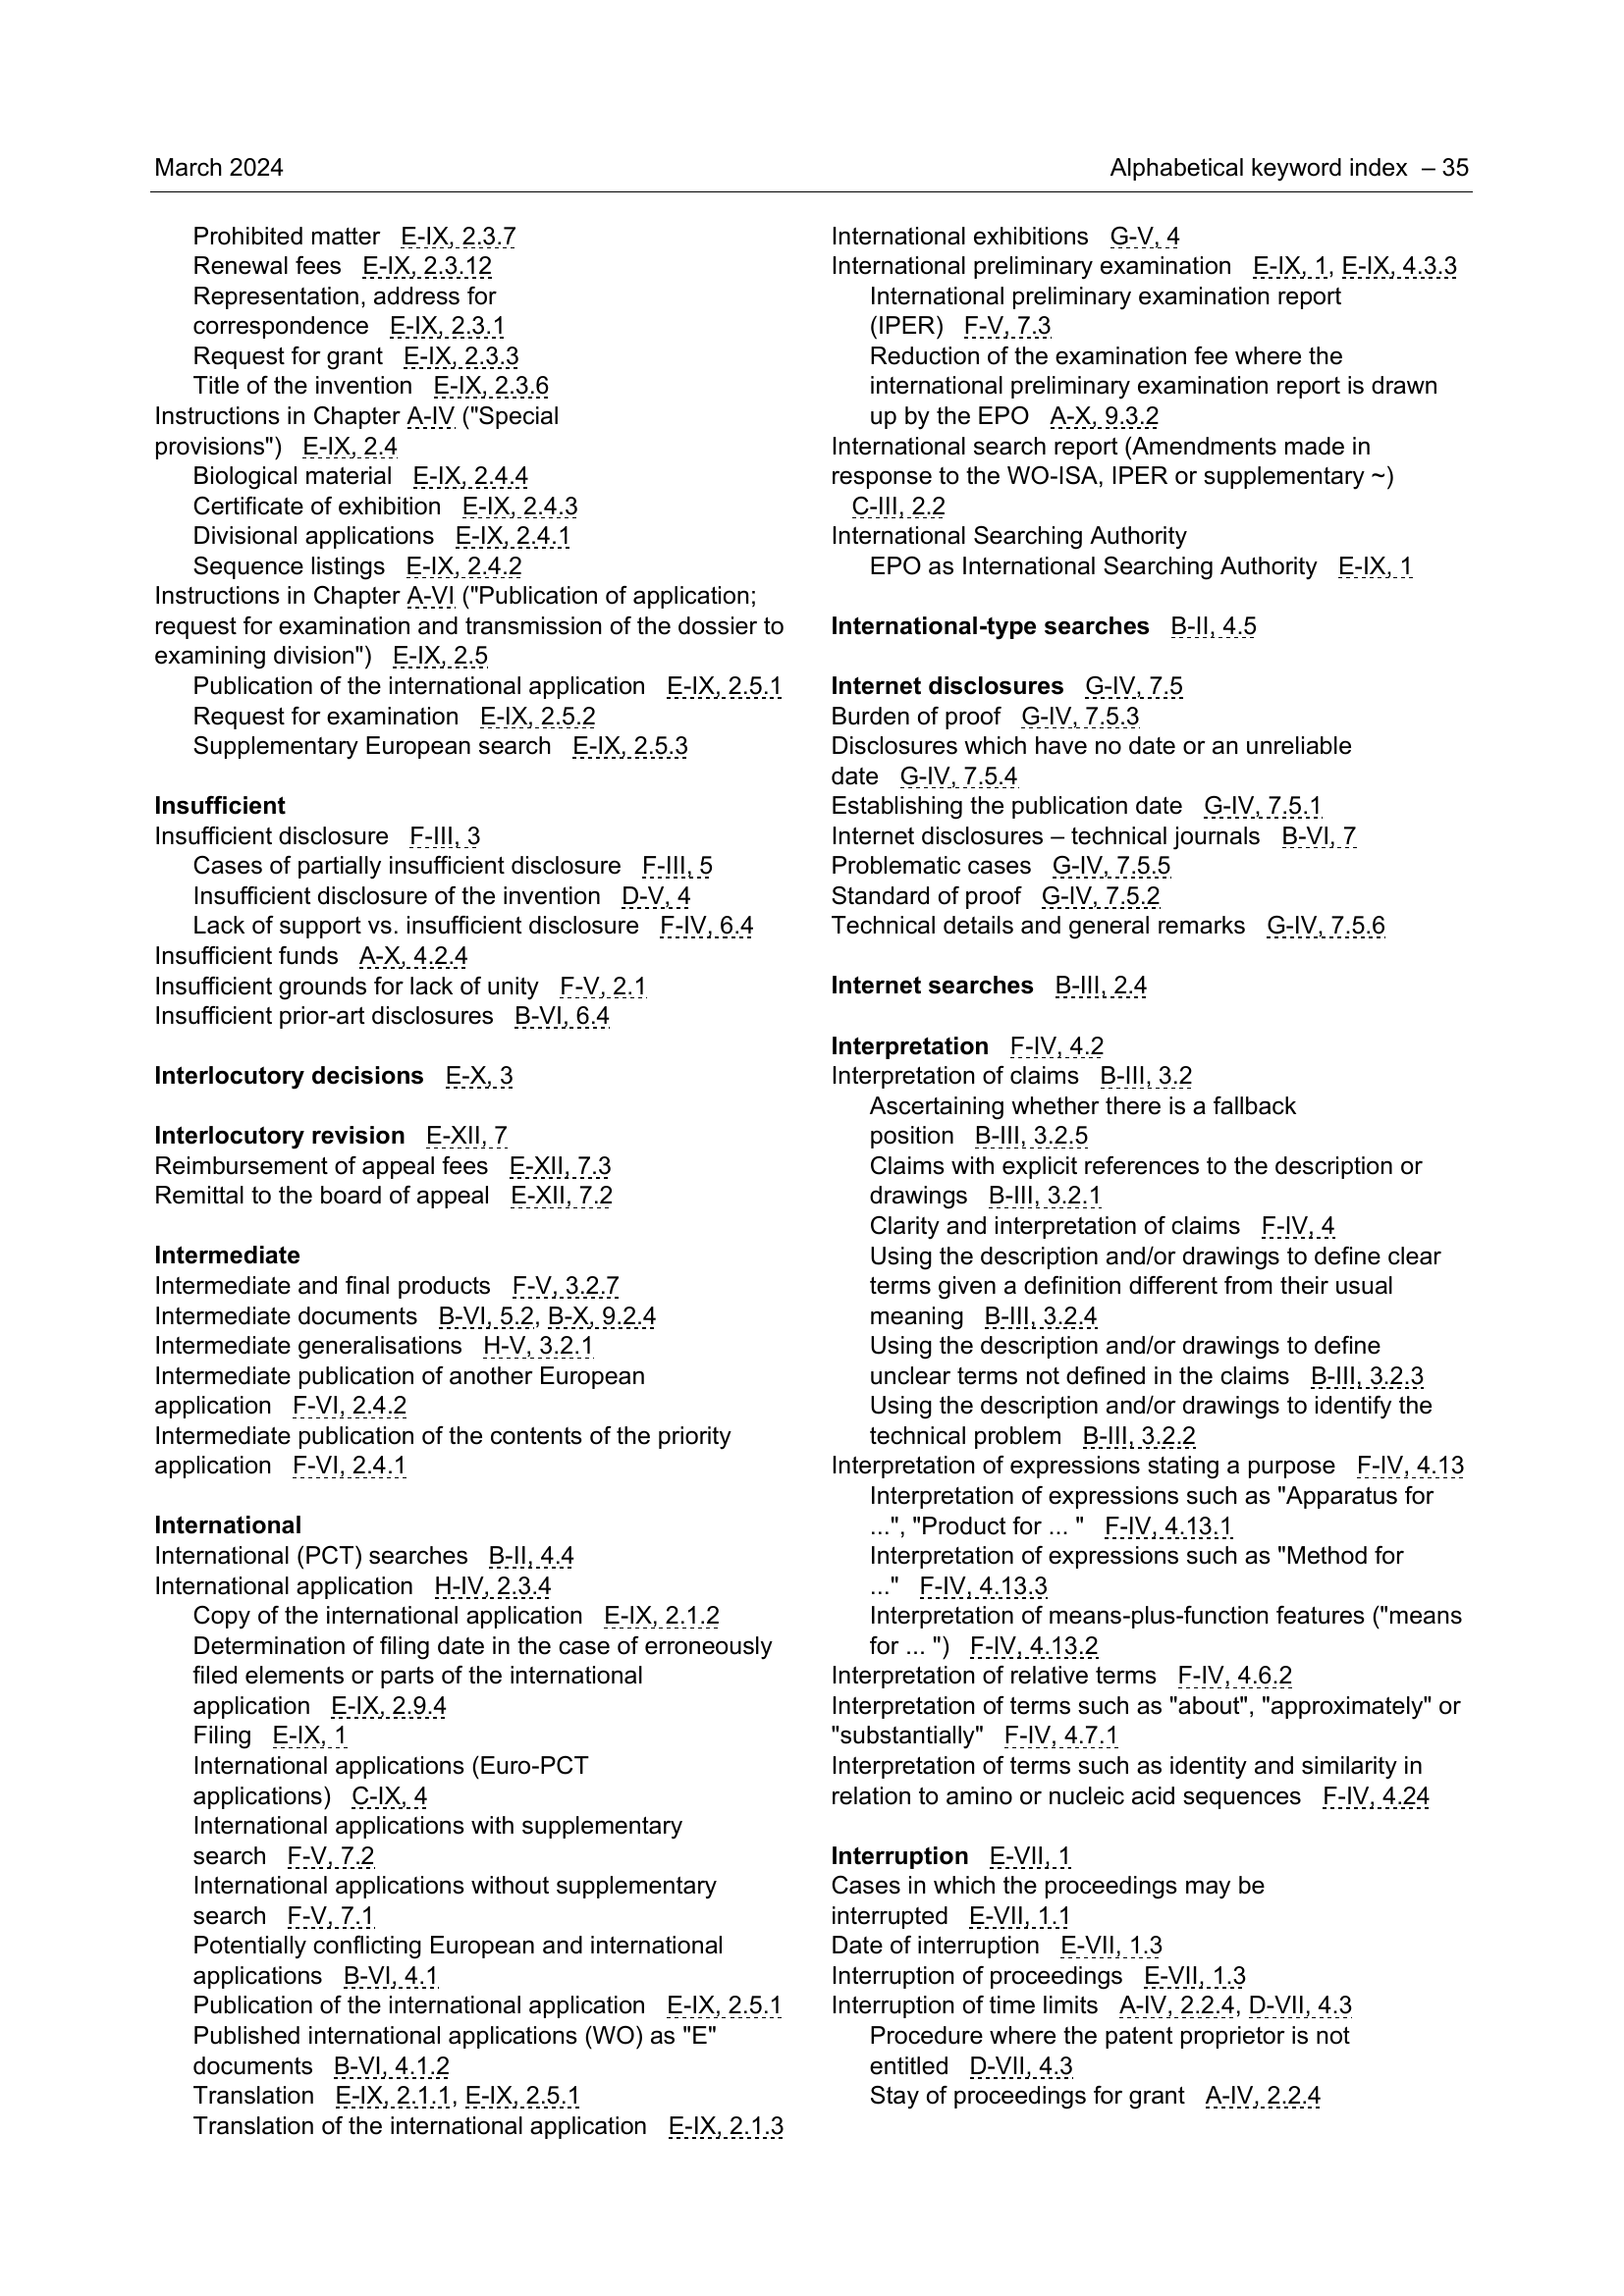 March 2024
Alphabetical keyword index – 35
Prohibited matter E-IX, 2.3.7
Renewal fees E-IX, 2.3.12
Representation, address for
correspondence E-IX, 2.3.1
Request for grant E-IX, 2.3.3
Title of the invention E-IX, 2.3.6
Instructions in Chapter A-IV ("Special
provisions") E-IX, 2.4
Biological material E-IX, 2.4.4
Certificate of exhibition E-IX, 2.4.3
Divisional applications E-IX, 2.4.1
Sequence listings E-IX, 2.4.2
Instructions in Chapter A-VI ("Publication of application;
request for examination and transmission of the dossier to
examining division") E-IX, 2.5
Publication of the international application E-IX, 2.5.1
Request for examination E-IX, 2.5.2
Supplementary European search E-IX, 2.5.3
Insufficient
Insufficient disclosure F-III, 3
Cases of partially insufficient disclosure F-III, 5
Insufficient disclosure of the invention D-V, 4
Lack of support vs. insufficient disclosure F-IV, 6.4
Insufficient funds A-X, 4.2.4
Insufficient grounds for lack of unity F-V, 2.1
Insufficient prior-art disclosures B-VI, 6.4
Interlocutory decisions E-X, 3
Interlocutory revision E-XII, 7
Reimbursement of appeal fees E-XII, 7.3
Remittal to the board of appeal E-XII, 7.2
Intermediate
Intermediate and final products F-V, 3.2.7
Intermediate documents B-VI, 5.2, B-X, 9.2.4
Intermediate generalisations H-V, 3.2.1
Intermediate publication of another European
application F-VI, 2.4.2
Intermediate publication of the contents of the priority
application F-VI, 2.4.1
International
International (PCT) searches B-II, 4.4
International application H-IV, 2.3.4
Copy of the international application E-IX, 2.1.2
Determination of filing date in the case of erroneously
filed elements or parts of the international
application E-IX, 2.9.4
Filing E-IX, 1
International applications (Euro-PCT
applications) C-IX, 4
International applications with supplementary
search F-V, 7.2
International applications without supplementary
search F-V, 7.1
Potentially conflicting European and international
applications B-VI, 4.1
Publication of the international application E-IX, 2.5.1
Published international applications (WO) as "E"
documents B-VI, 4.1.2
Translation E-IX, 2.1.1, E-IX, 2.5.1
Translation of the international application E-IX, 2.1.3
International exhibitions G-V, 4
International preliminary examination E-IX, 1, E-IX, 4.3.3
International preliminary examination report
(IPER) F-V, 7.3
Reduction of the examination fee where the
international preliminary examination report is drawn
up by the EPO A-X, 9.3.2
International search report (Amendments made in
response to the WO-ISA, IPER or supplementary ~)
C-III, 2.2
International Searching Authority
EPO as International Searching Authority E-IX, 1
International-type searches B-II, 4.5
Internet disclosures G-IV, 7.5
Burden of proof G-IV, 7.5.3
Disclosures which have no date or an unreliable
date G-IV, 7.5.4
Establishing the publication date G-IV, 7.5.1
Internet disclosures – technical journals B-VI, 7
Problematic cases G-IV, 7.5.5
Standard of proof G-IV, 7.5.2
Technical details and general remarks G-IV, 7.5.6
Internet searches B-III, 2.4
Interpretation F-IV, 4.2
Interpretation of claims B-III, 3.2
Ascertaining whether there is a fallback
position B-III, 3.2.5
Claims with explicit references to the description or
drawings B-III, 3.2.1
Clarity and interpretation of claims F-IV, 4
Using the description and/or drawings to define clear
terms given a definition different from their usual
meaning B-III, 3.2.4
Using the description and/or drawings to define
unclear terms not defined in the claims B-III, 3.2.3
Using the description and/or drawings to identify the
technical problem B-III, 3.2.2
Interpretation of expressions stating a purpose F-IV, 4.13
Interpretation of expressions such as "Apparatus for
...", "Product for ... " F-IV, 4.13.1
Interpretation of expressions such as "Method for
..." F-IV, 4.13.3
Interpretation of means-plus-function features ("means
for ... ") F-IV, 4.13.2
Interpretation of relative terms F-IV, 4.6.2
Interpretation of terms such as "about", "approximately" or
"substantially" F-IV, 4.7.1
Interpretation of terms such as identity and similarity in
relation to amino or nucleic acid sequences F-IV, 4.24
Interruption E-VII, 1
Cases in which the proceedings may be
interrupted E-VII, 1.1
Date of interruption E-VII, 1.3
Interruption of proceedings E-VII, 1.3
Interruption of time limits A-IV, 2.2.4, D-VII, 4.3
Procedure where the patent proprietor is not
entitled D-VII, 4.3
Stay of proceedings for grant A-IV, 2.2.4